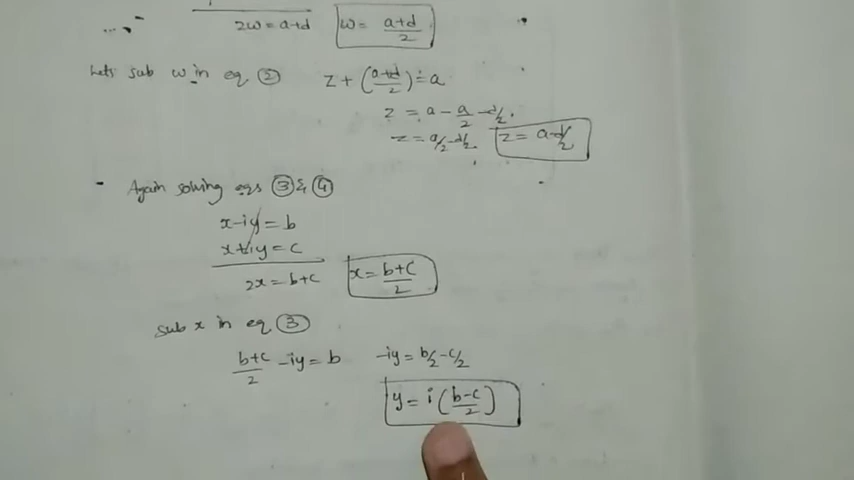 2w = a+d   w = a+d/2
Lets sub w in eq ② z + (a+d/2) = a
z = a - a/2 - d/2.
z = a/2 - d/2. z = a-d/2
- Again solving eqs ③ & ④
x - iy = b
x + iy = c
2x = b+c   x = b+c/2
sub x in eq ③
b+c/2 - iy = b   -iy = b/2 - c/2
y = i(b-c/2)